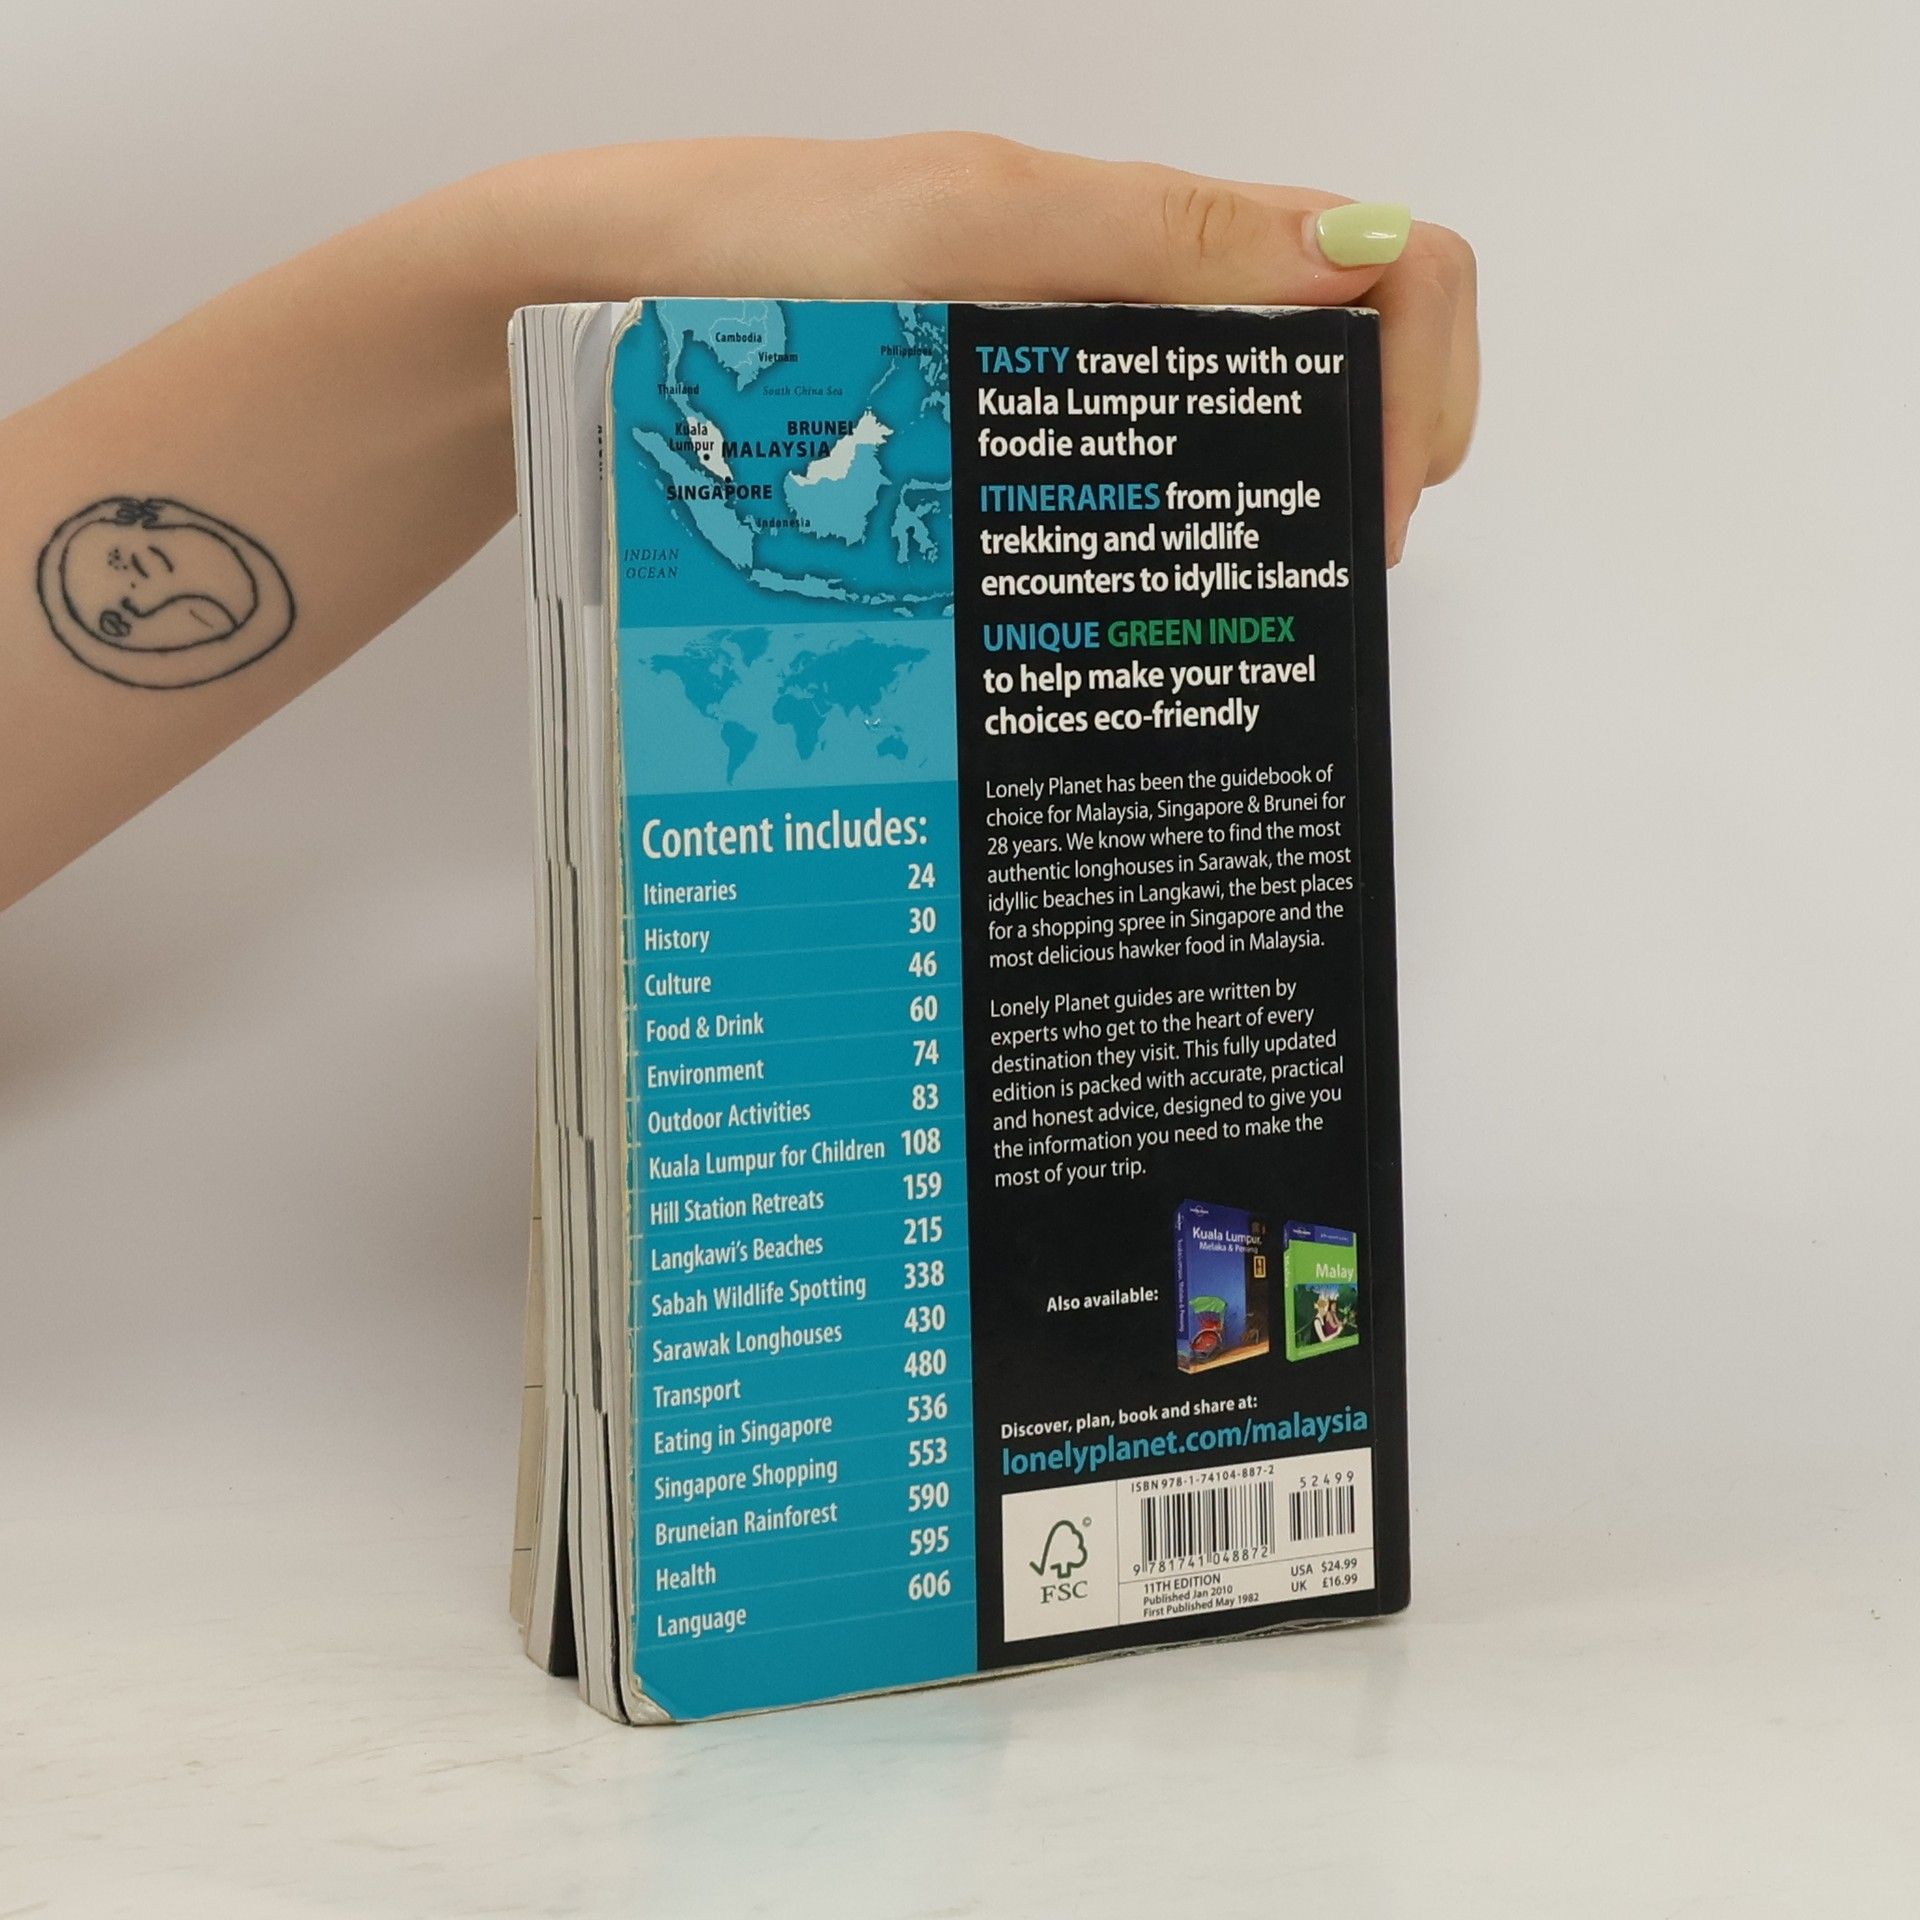 Cambodia
Vietnam
Philippines
Thailand
South China Sea
Kuala
Lumpur
BRUNEI
MALAYSIA
SINGAPORE
Indonesia
INDIAN
OCEAN
Content includes:
Itineraries 24
History 30
Culture 46
Food & Drink 60
Environment 74
Outdoor Activities 83
Kuala Lumpur for Children 108
Hill Station Retreats 159
Langkawi's Beaches 215
Sabah Wildlife Spotting 338
Sarawak Longhouses 430
Transport 480
Eating in Singapore 536
Singapore Shopping 553
Bruneian Rainforest 590
Health 595
Language 606
TASTY travel tips with our
Kuala Lumpur resident
foodie author
ITINERARIES from jungle
trekking and wildlife
encounters to idyllic islands
UNIQUE GREEN INDEX
to help make your travel
choices eco-friendly
Lonely Planet has been the guidebook of
choice for Malaysia, Singapore & Brunei for
28 years. We know where to find the most
authentic longhouses in Sarawak, the most
idyllic beaches in Langkawi, the best places
for a shopping spree in Singapore and the
most delicious hawker food in Malaysia.
Lonely Planet guides are written by
experts who get to the heart of every
destination they visit. This fully updated
edition is packed with accurate, practical
and honest advice, designed to give you
the information you need to make the
most of your trip.
Also available:
Kuala Lumpur,
Melaka & Penang
Malay
Discover, plan, book and share at:
lonelyplanet.com/malaysia
ISBN 978-1-74104-887-2
52499
9 781741 048872
FSC
©
11TH EDITION
Published Jan 2010
First Published May 1982
USA $24.99
UK £16.99